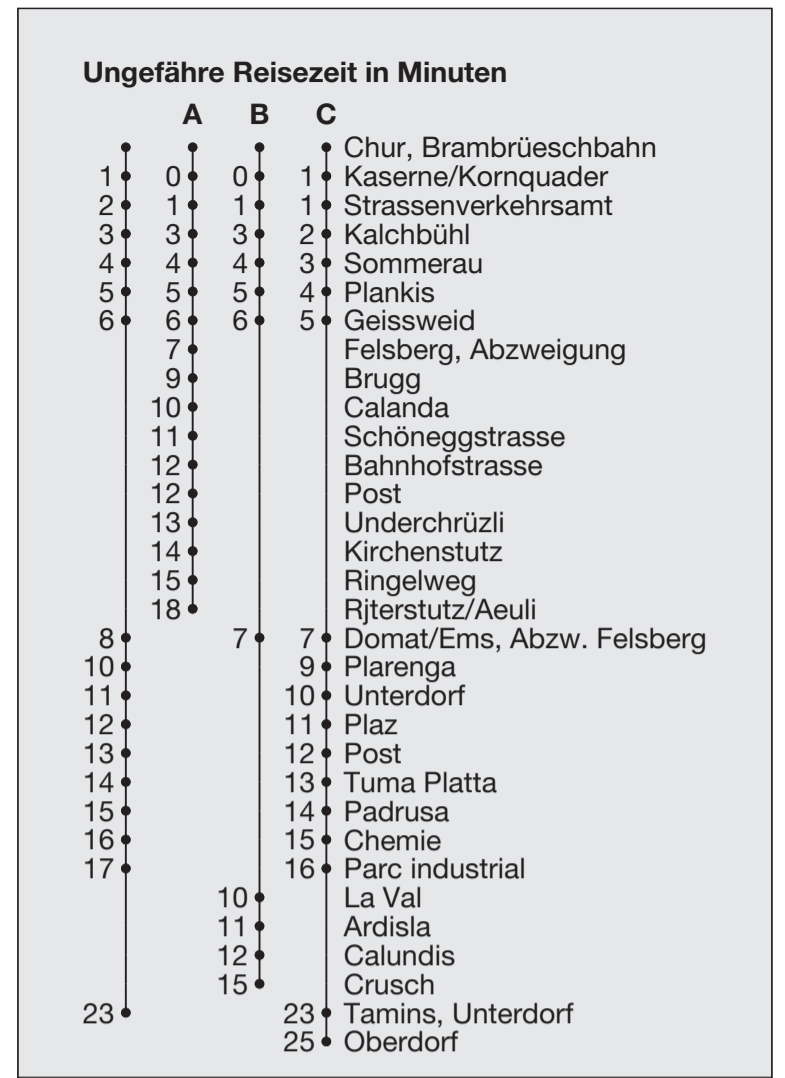 Ungefähre Reisezeit in Minuten
A B C
Chur, Brambrüeschbahn
1 0 0 1 Kaserne/Kornquader
2 1 1 1 Strassenverkehrsamt
3 3 3 2 Kalchbühl
4 4 4 3 Sommerau
5 5 5 4 Plankis
6 6 6 5 Geissweid
7 Felsberg, Abzweigung
9 Brugg
10 Calanda
11 Schöneggstrasse
12 Bahnhofstrasse
12 Post
13 Underchrüzli
14 Kirchenstutz
15 Ringelweg
18 Rjterstutz/Aeuli
8 7 7 Domat/Ems, Abzw. Felsberg
10 9 Plarenga
11 10 Unterdorf
12 11 Plaz
13 12 Post
14 13 Tuma Platta
15 14 Padrusa
16 15 Chemie
17 16 Parc industrial
10 La Val
11 Ardisla
12 Calundis
15 Crusch
23 23 Tamins, Unterdorf
25 Oberdorf